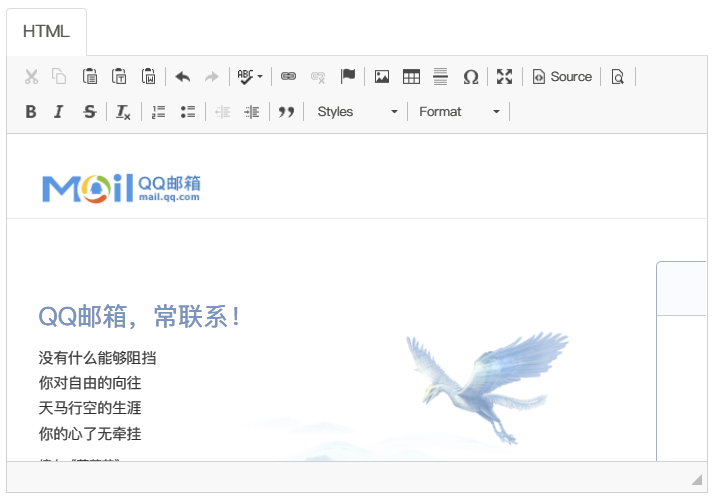 HTML
ABC
Source
B I S Tx
Styles
Format
Mail QQ邮箱
mail.qq.com
QQ邮箱，常联系！
没有什么能够阻挡
你对自由的向往
天马行空的生涯
你的心了无牵挂